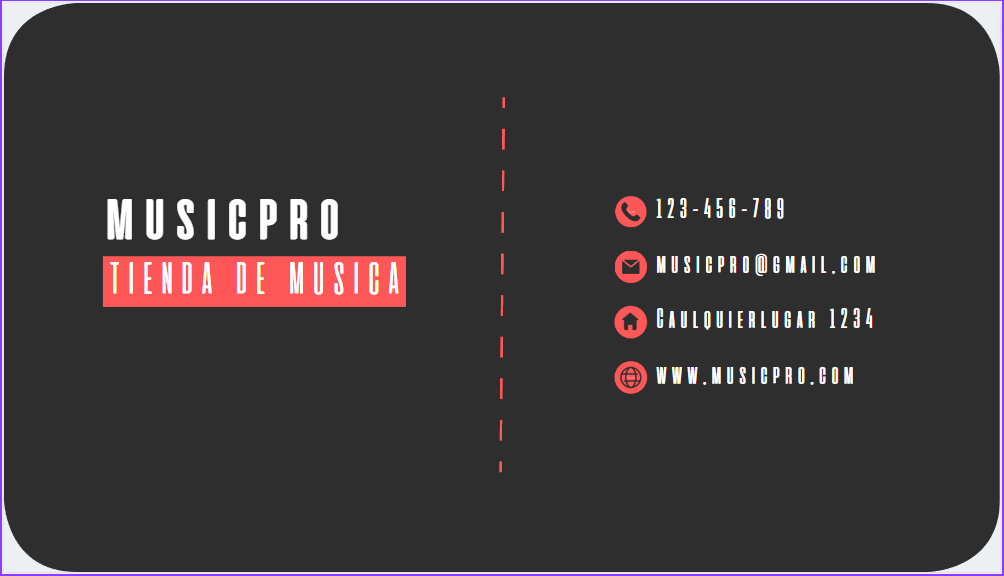 MUSICPRO
TIENDA DE MUSICA
123-456-789
MUSICPRO@GMAIL.COM
CAULQUIERLUGAR 1234
WWW.MUSICPRO.COM